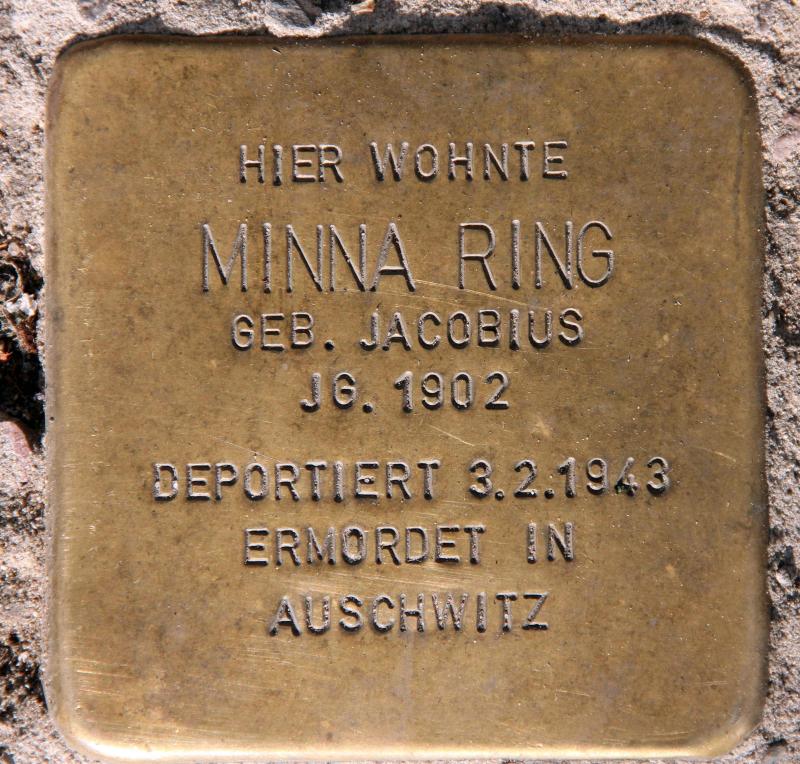 HIER WOHNTE
MINNA RING
GEB. JACOBIUS
JG. 1902
DEPORTIERT 3.2.1943
ERMORDET IN
AUSCHWITZ